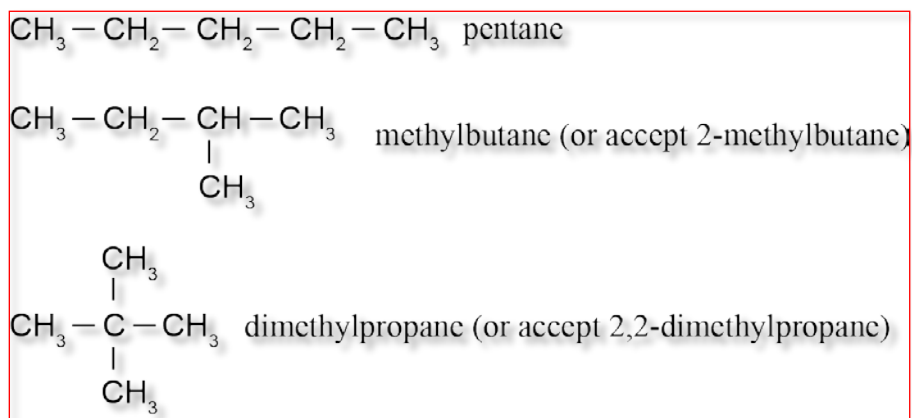 CH₃ – CH₂ – CH₂ – CH₂ – CH₃ pentane
CH₃ – CH₂ – CH – CH₃ methylbutane (or accept 2-methylbutane)
|
CH₃
CH₃
|
CH₃ – C – CH₃ dimethylpropane (or accept 2,2-dimethylpropane)
|
CH₃